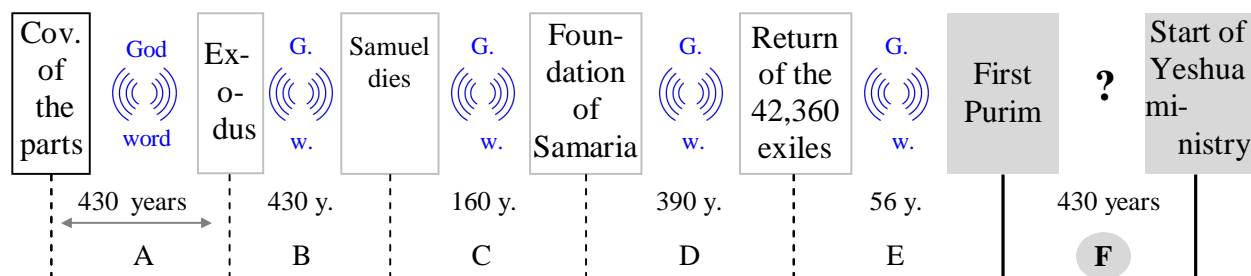 Cov.
of
the
parts
God
word
Ex-
o-
dus
G.
w.
Samuel
dies
G.
w.
Foun-
dation
of
Samaria
G.
w.
Return
of the
42,360
exiles
G.
w.
First
Purim
?
Start of
Yeshua
mi-
nistry
430 years
430 y.
160 y.
390 y.
56 y.
430 years
A
B
C
D
E
F